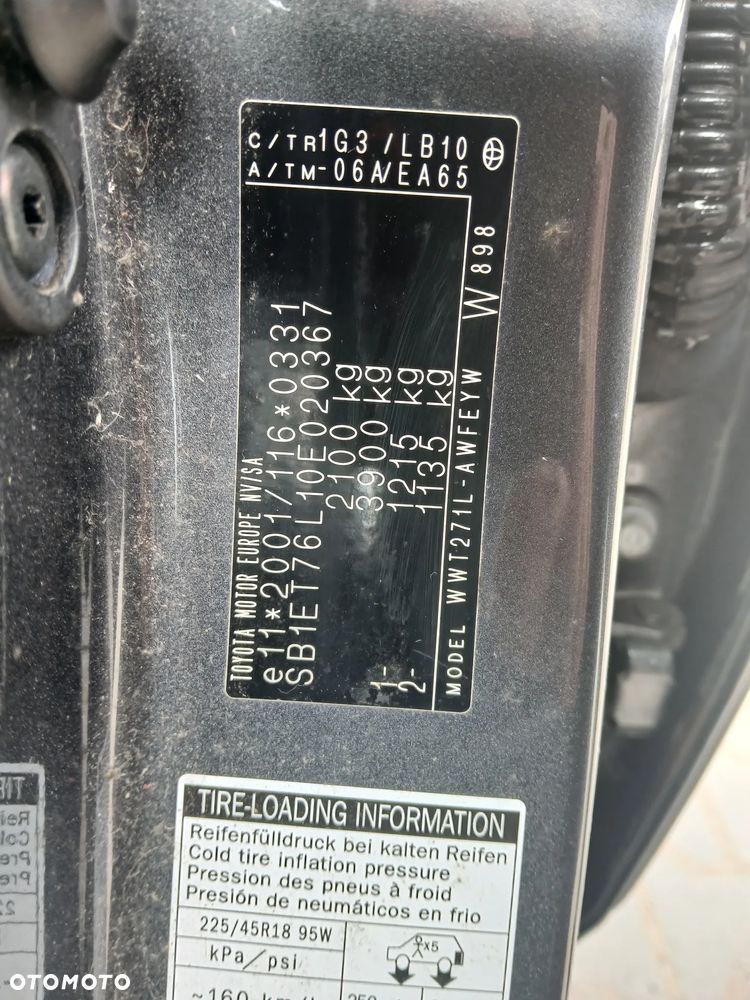 C/TR 1G3 /LB10
A/TM-06A/EA65
W 898
TOYOTA MOTOR EUROPE NV/SA
e11*2001/116*0331
SB1ET76L10E020367
2100 kg
3900 kg
1- 1215 kg
2- 1135 kg
MODEL WWT271L-AWFEYW
TIRE-LOADING INFORMATION
Reifenfülldruck bei kalten Reifen
Cold tire inflation pressure
Pression des pneus à froid
Presión de neumáticos en frio
225/45R18 95W
x5
kPa/psi
OTOMOTO